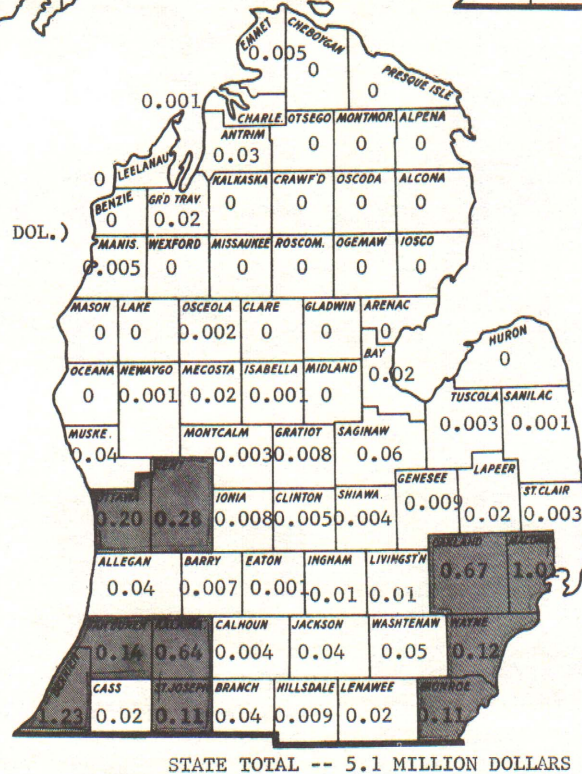 EMMET CHEBOYGAN
0.005 0
PRESQUE ISLE
0
0.001
CHARLE. OTSEGO MONTMOR. ALPENA
ANTRIM 0 0 0
0.03
LEELANAU
0
KALKASKA CRAWF'D OSCODA ALCONA
BENZIE GR'D TRAV.
0 0.02 0 0 0 0
DOL.)
MANIS. WEXFORD MISSAUKEE ROSCOM. OGEMAW IOSCO
0.005 0 0 0 0 0
MASON LAKE OSCEOLA CLARE GLADWIN ARENAC
0 0 0.002 0 0 0
HURON
0
BAY
0.02
OCEANA NEWAYGO MECOSTA ISABELLA MIDLAND
0 0.001 0.02 0.001 0
TUSCOLA SANILAC
0.003 0.001
MUSKE. MONTCALM GRATIOT SAGINAW
0.04 0.003 0.008 0.06
KENT
GENESEE LAPEER
0.009 0.02
ST.CLAIR
0.003
OTTAWA IONIA CLINTON SHIAWA.
0.20 0.28 0.008 0.005 0.004
OAKLAND MACOMB
0.67
ALLEGAN BARRY EATON INGHAM LIVINGST'N
0.04 0.007 0.001 0.01 0.01
VAN BUREN KALAMA. CALHOUN JACKSON WASHTENAW WAYNE
0.14 0.64 0.004 0.04 0.05 0.12
BERRIEN CASS ST.JOSEPH BRANCH HILLSDALE LENAWEE MONROE
1.23 0.02 0.11 0.04 0.009 0.02 0.11
STATE TOTAL -- 5.1 MILLION DOLLARS